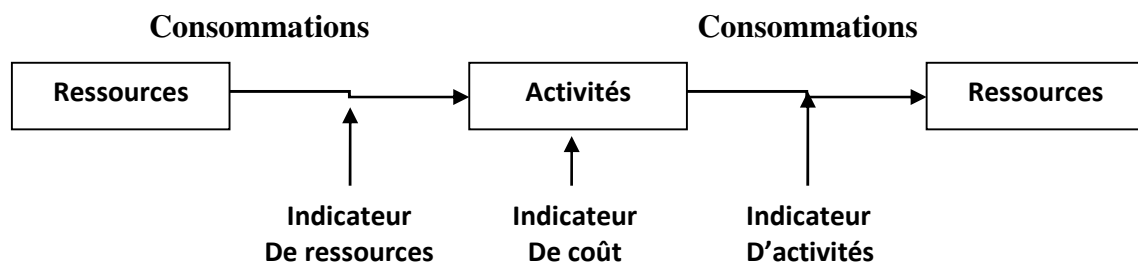 Consommations Consommations
Ressources Activités Ressources
Indicateur Indicateur Indicateur
De ressources De coût D’activités